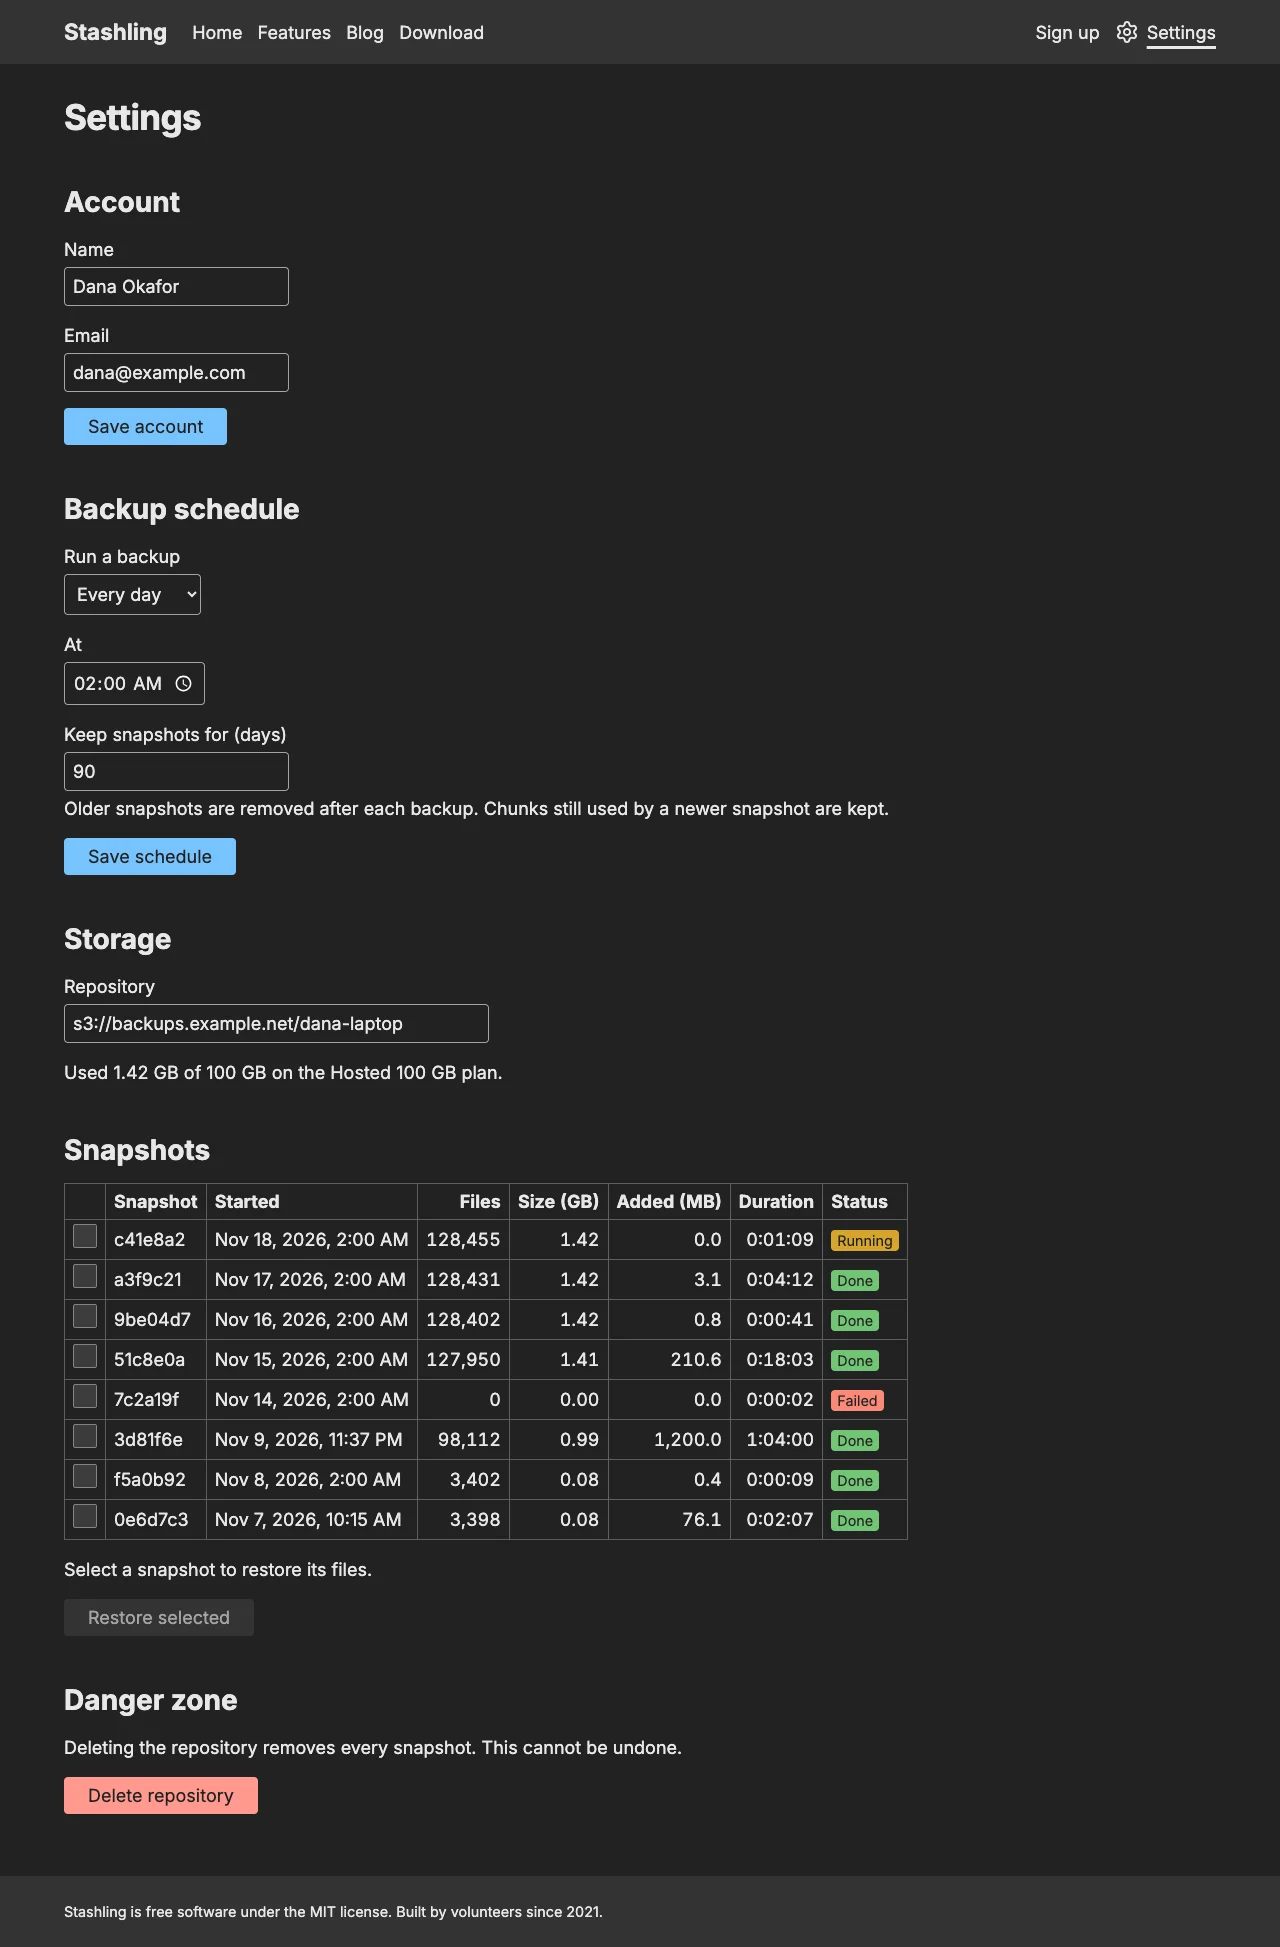 Stashling Home Features Blog Download Sign up Settings
Settings
Account
Name
Dana Okafor
Email
dana@example.com
Save account
Backup schedule
Run a backup
Every day
At
02:00 AM
Keep snapshots for (days)
90
Older snapshots are removed after each backup. Chunks still used by a newer snapshot are kept.
Save schedule
Storage
Repository
s3://backups.example.net/dana-laptop
Used 1.42 GB of 100 GB on the Hosted 100 GB plan.
Snapshots
Snapshot Started Files Size (GB) Added (MB) Duration Status
c41e8a2 Nov 18, 2026, 2:00 AM 128,455 1.42 0.0 0:01:09 Running
a3f9c21 Nov 17, 2026, 2:00 AM 128,431 1.42 3.1 0:04:12 Done
9be04d7 Nov 16, 2026, 2:00 AM 128,402 1.42 0.8 0:00:41 Done
51c8e0a Nov 15, 2026, 2:00 AM 127,950 1.41 210.6 0:18:03 Done
7c2a19f Nov 14, 2026, 2:00 AM 0 0.00 0.0 0:00:02 Failed
3d81f6e Nov 9, 2026, 11:37 PM 98,112 0.99 1,200.0 1:04:00 Done
f5a0b92 Nov 8, 2026, 2:00 AM 3,402 0.08 0.4 0:00:09 Done
0e6d7c3 Nov 7, 2026, 10:15 AM 3,398 0.08 76.1 0:02:07 Done
Select a snapshot to restore its files.
Restore selected
Danger zone
Deleting the repository removes every snapshot. This cannot be undone.
Delete repository
Stashling is free software under the MIT license. Built by volunteers since 2021.